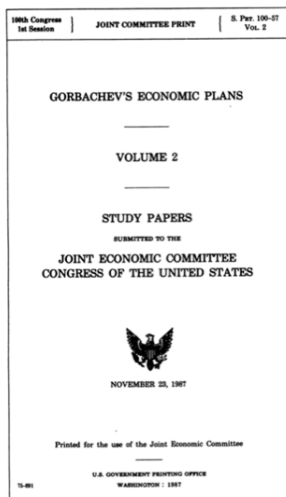 100th Congress
1st Session
JOINT COMMITTEE PRINT
S. PRT. 100-57
VOL. 2
GORBACHEV'S ECONOMIC PLANS
VOLUME 2
STUDY PAPERS
SUBMITTED TO THE
JOINT ECONOMIC COMMITTEE
CONGRESS OF THE UNITED STATES
NOVEMBER 23, 1987
Printed for the use of the Joint Economic Committee
U.S. GOVERNMENT PRINTING OFFICE
75-891
WASHINGTON : 1987